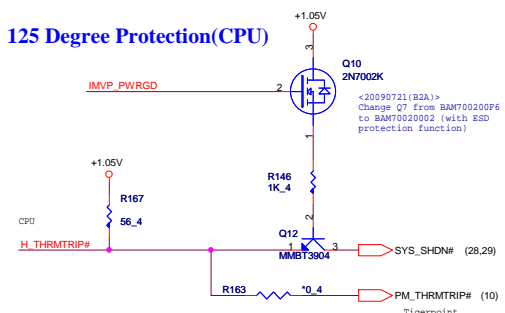 125 Degree Protection(CPU)
+1.05V
3
Q10
2N7002K
IMVP_PWRGD
2
<20090721(B2A)>
Change Q7 from BAM700200F6
to BAM70020002 (with ESD
protection function)
1
+1.05V
R146
1K_4
R167
56_4
CPU
2
Q12
H_THRMTRIP#
1
3
MMBT3904
SYS_SHDN# (28,29)
R163
*0_4
PM_THRMTRIP# (10)
Tigerpoint